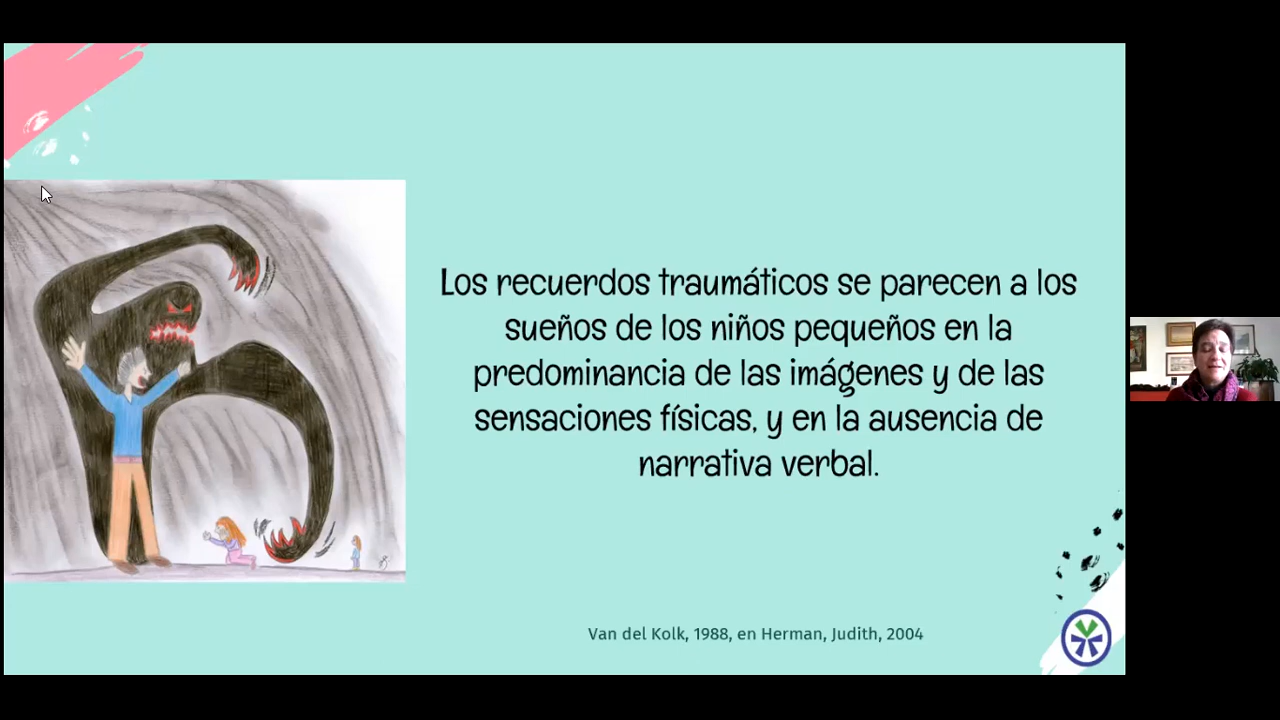 Los recuerdos traumáticos se parecen a los
sueños de los niños pequeños en la
predominancia de las imágenes y de las
sensaciones físicas, y en la ausencia de
narrativa verbal.
Van del Kolk, 1988, en Herman, Judith, 2004